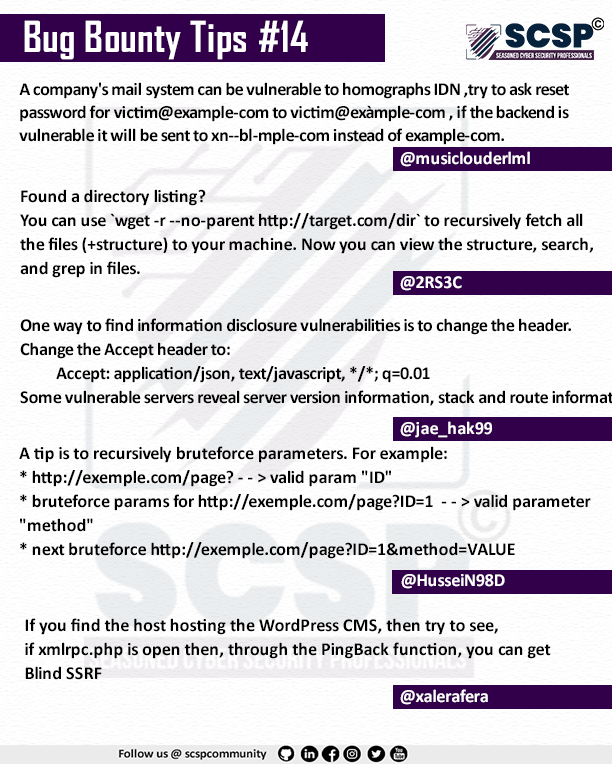 Bug Bounty Tips #14
SCSP©
SEASONED CYBER SECURITY PROFESSIONALS
A company's mail system can be vulnerable to homographs IDN ,try to ask reset
password for victim@example-com to victim@exàmple-com , if the backend is
vulnerable it will be sent to xn--bl-mple-com instead of example-com.
@musiclouderlml
Found a directory listing?
You can use `wget -r --no-parent http://target.com/dir` to recursively fetch all
the files (+structure) to your machine. Now you can view the structure, search,
and grep in files.
@2RS3C
One way to find information disclosure vulnerabilities is to change the header.
Change the Accept header to:
Accept: application/json, text/javascript, */*; q=0.01
Some vulnerable servers reveal server version information, stack and route informat
@jae_hak99
A tip is to recursively bruteforce parameters. For example:
* http://exemple.com/page? - - > valid param "ID"
* bruteforce params for http://exemple.com/page?ID=1 - - > valid parameter
"method"
* next bruteforce http://exemple.com/page?ID=1&method=VALUE
@HusseiN98D
SCSP©
SEASONED CYBER SECURITY PROFESSIONALS
If you find the host hosting the WordPress CMS, then try to see,
if xmlrpc.php is open then, through the PingBack function, you can get
Blind SSRF
@xalerafera
Follow us @ scspcommunity